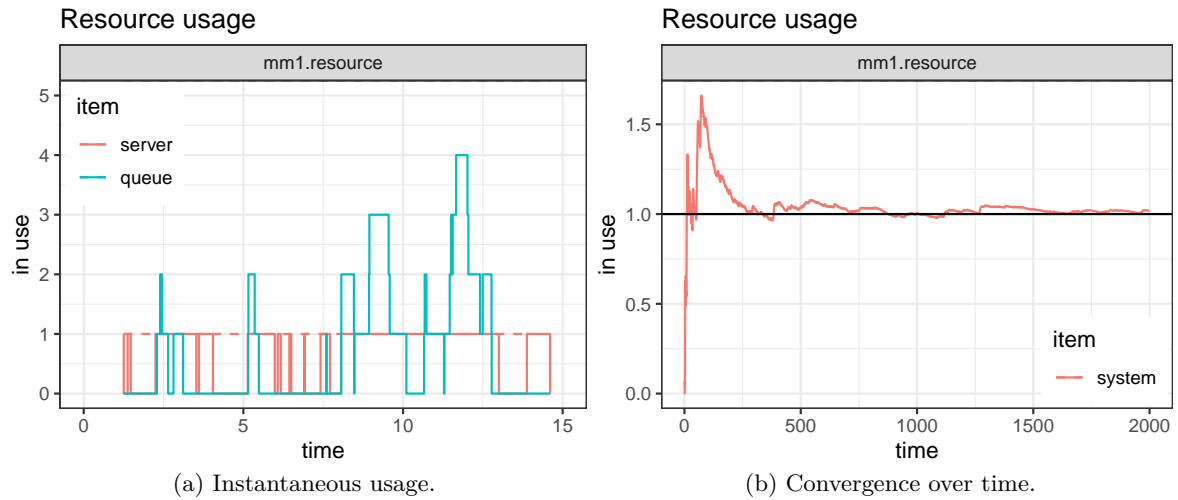 Resource usage
mm1.resource
5
4
3
2
1
0
in use
item
server
queue
0 5 10 15
time
(a) Instantaneous usage.
Resource usage
mm1.resource
1.5
1.0
0.5
0.0
in use
item
system
0 500 1000 1500 2000
time
(b) Convergence over time.